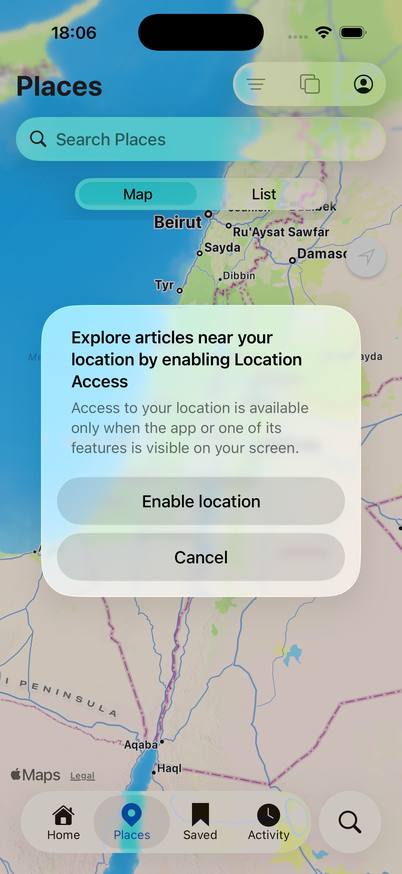 18:06
Places
Search Places
Map
List
Beirut
Ru'Aysat Sawfar
Sayda
Damas
Dibbin
Tyr
Explore articles near your
location by enabling Location
Access
Access to your location is available
only when the app or one of its
features is visible on your screen.
Enable location
Cancel
I PENINSULA
Aqaba
Haql
Maps
Legal
Home
Places
Saved
Activity